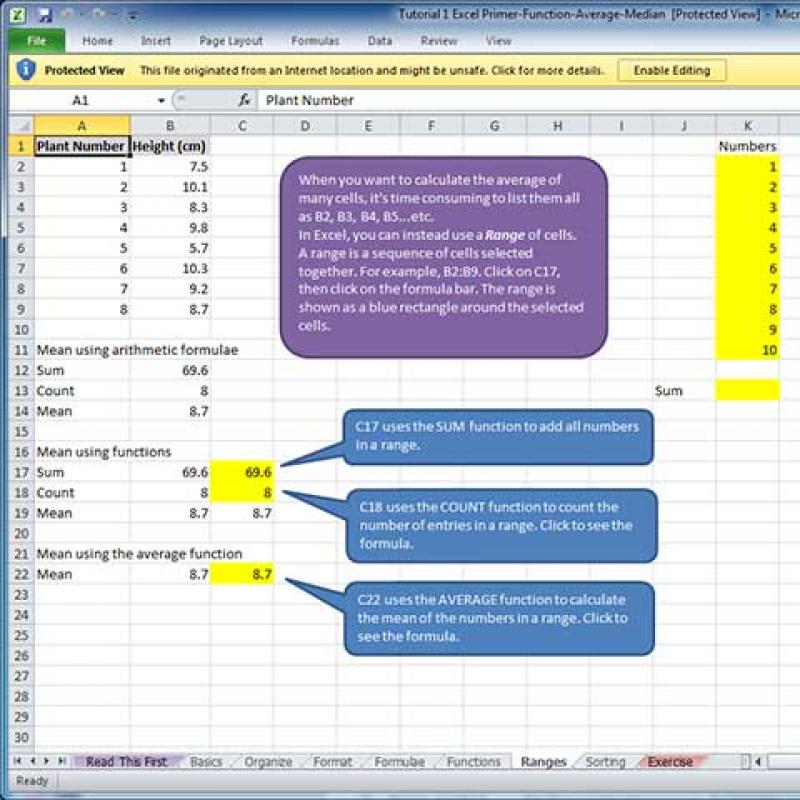 Tutorial 1 Excel Primer-Function-Average-Median [Protected View] -
File Home Insert Page Layout Formulas Data Review View
Protected View This file originated from an Internet location and might be unsafe. Click for more details. Enable Editing
A1 fx Plant Number
A B C D E F G H I J K
1 Plant Number Height (cm) Numbers
2 1 7.5 1
3 2 10.1 2
4 3 8.3 3
5 4 9.8 4
6 5 5.7 5
7 6 10.3 6
8 7 9.2 7
9 8 8.7 8
10 9
11 Mean using arithmetic formulae 10
12 Sum 69.6
13 Count 8 Sum
14 Mean 8.7
15
16 Mean using functions
17 Sum 69.6 69.6
18 Count 8 8
19 Mean 8.7 8.7
20
21 Mean using the average function
22 Mean 8.7 8.7
23
24
25
26
27
28
29
30
When you want to calculate the average of
many cells, it's time consuming to list them all
as B2, B3, B4, B5...etc.
In Excel, you can instead use a Range of cells.
A range is a sequence of cells selected
together. For example, B2:B9. Click on C17,
then click on the formula bar. The range is
shown as a blue rectangle around the selected
cells.
C17 uses the SUM function to add all numbers
in a range.
C18 uses the COUNT function to count the
number of entries in a range. Click to see the
formula.
C22 uses the AVERAGE function to calculate
the mean of the numbers in a range. Click to
see the formula.
Read This First Basics Organize Format Formulae Functions Ranges Sorting Exercise
Ready